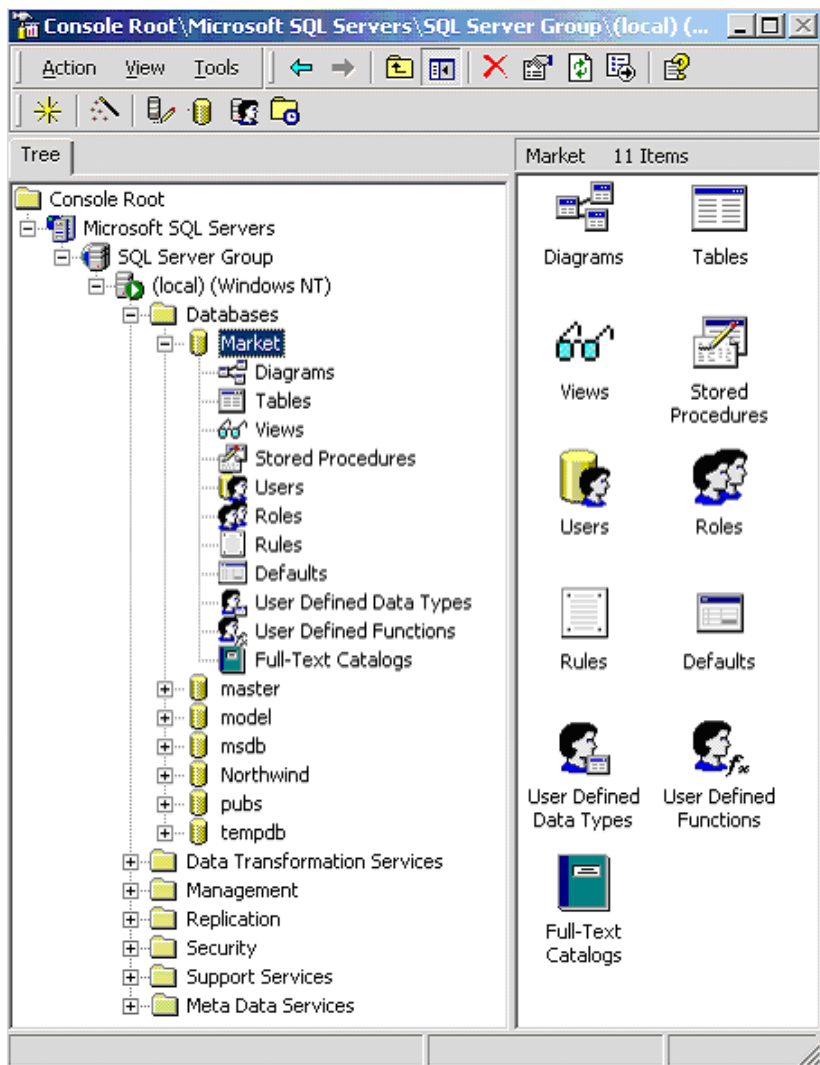 Console Root\Microsoft SQL Servers\SQL Server Group\(local) (...
Action View Tools
Tree
Market 11 Items
Console Root
Microsoft SQL Servers
SQL Server Group
(local) (Windows NT)
Databases
Market
Diagrams
Tables
Views
Stored Procedures
Users
Roles
Rules
Defaults
User Defined Data Types
User Defined Functions
Full-Text Catalogs
master
model
msdb
Northwind
pubs
tempdb
Data Transformation Services
Management
Replication
Security
Support Services
Meta Data Services
Diagrams
Tables
Views
Stored
Procedures
Users
Roles
Rules
Defaults
User Defined
Data Types
User Defined
Functions
Full-Text
Catalogs